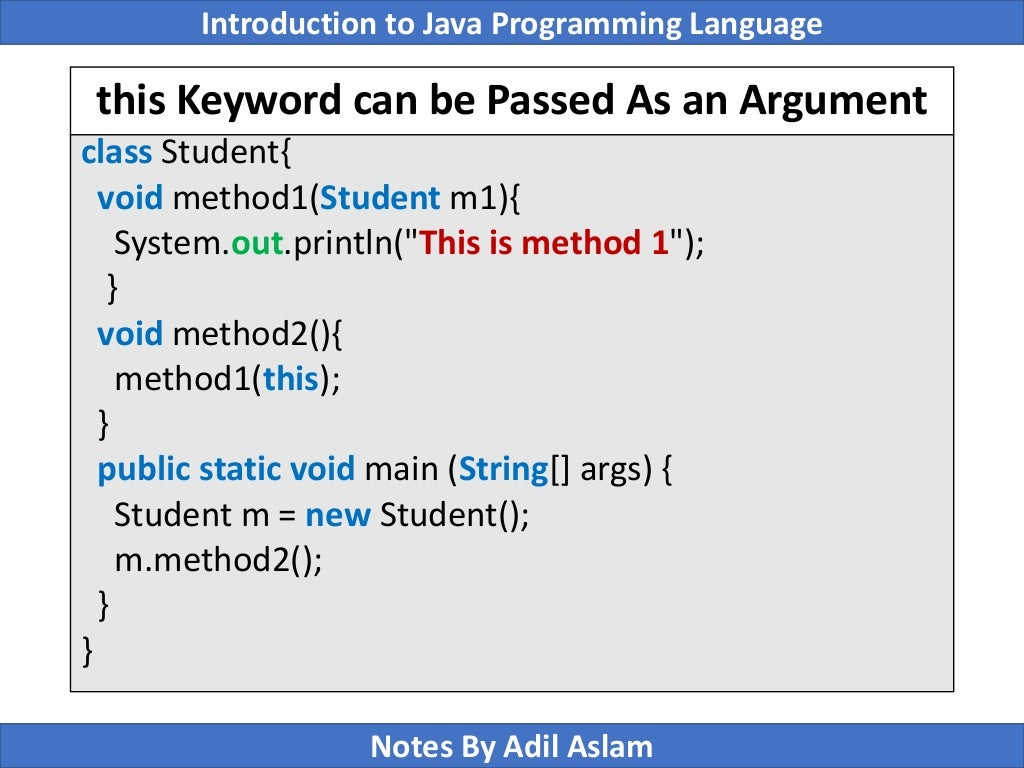 Introduction to Java Programming Language
this Keyword can be Passed As an Argument
class Student{
void method1(Student m1){
System.out.println("This is method 1");
}
void method2(){
method1(this);
}
public static void main (String[] args) {
Student m = new Student();
m.method2();
}
}
Notes By Adil Aslam